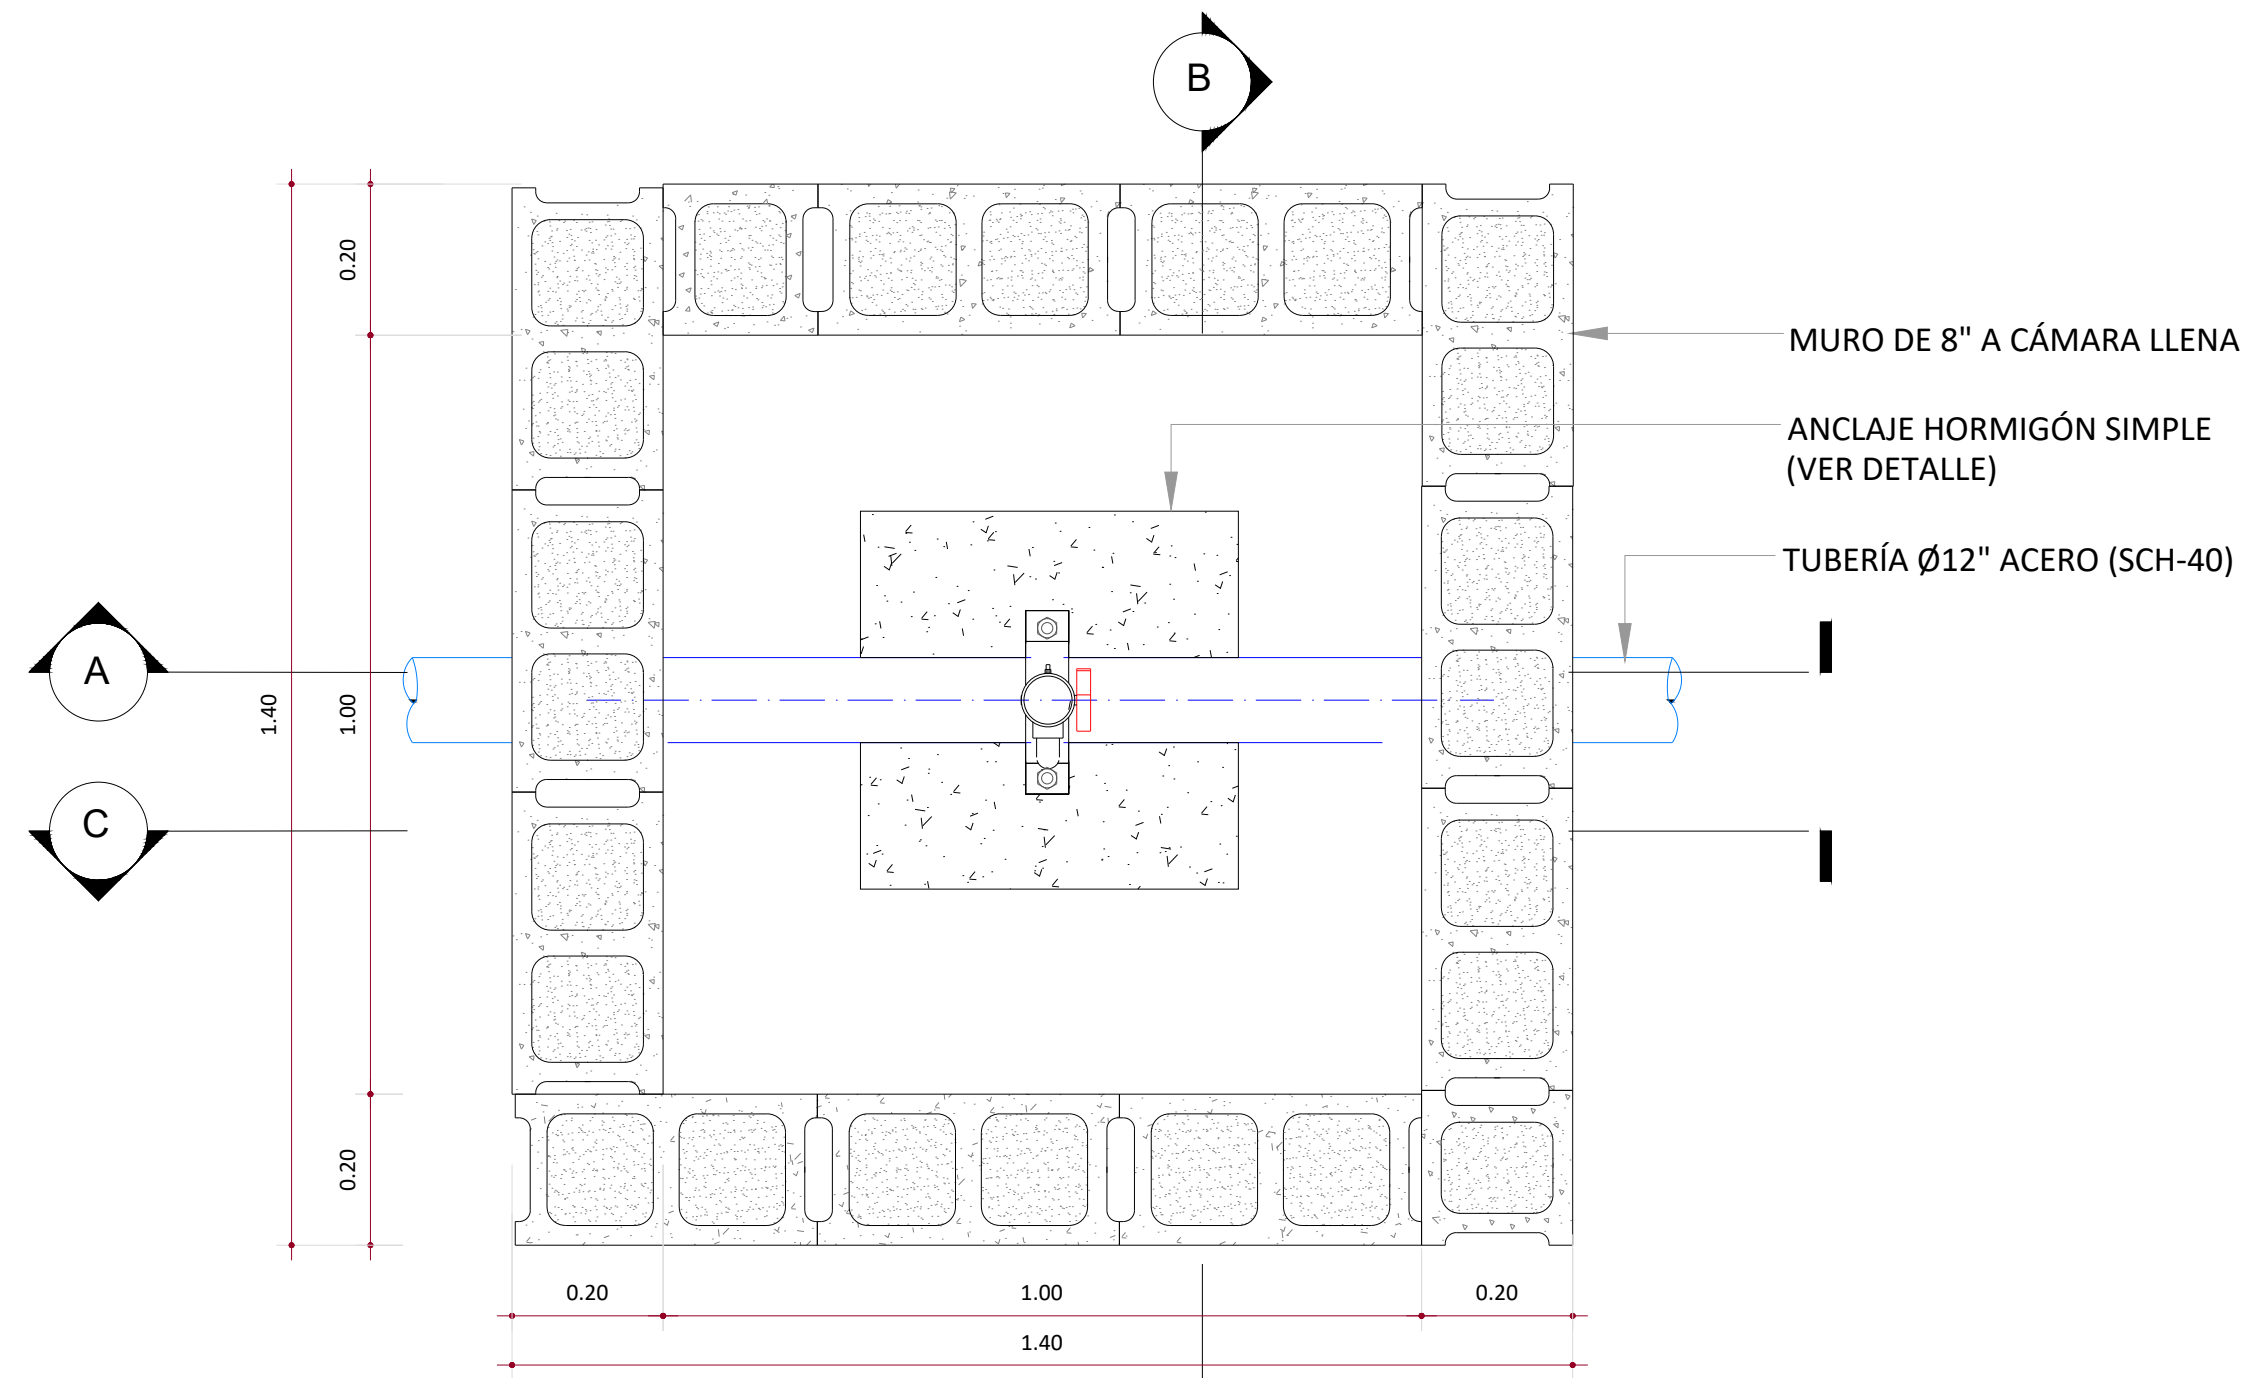 B
0.20
MURO DE 8" A CÁMARA LLENA
ANCLAJE HORMIGÓN SIMPLE
(VER DETALLE)
TUBERÍA Ø12" ACERO (SCH-40)
A
1.40
1.00
C
0.20
0.20
1.00
0.20
1.40